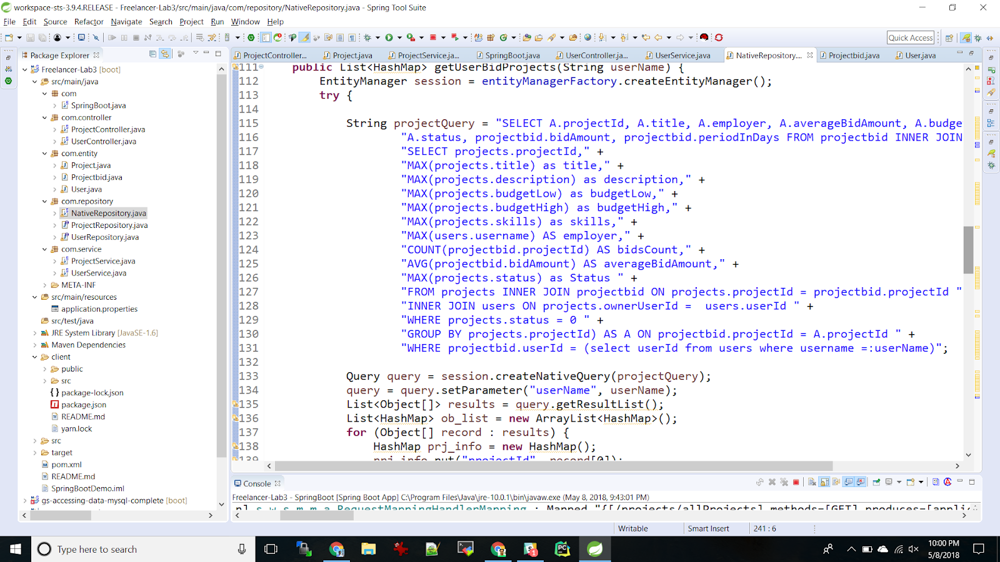 workspace-sts-3.9.4.RELEASE - Freelancer-Lab3/src/main/java/com/repository/NativeRepository.java - Spring Tool Suite
File Edit Source Refactor Navigate Search Project Run Window Help
Quick Access
Package Explorer
Freelancer-Lab3 [boot]
src/main/java
com
SpringBoot.java
com.controller
ProjectController.java
UserController.java
com.entity
Project.java
Projectbid.java
User.java
com.repository
NativeRepository.java
ProjectRepository.java
UserRepository.java
com.service
ProjectService.java
UserService.java
META-INF
src/main/resources
application.properties
src/test/java
JRE System Library [JavaSE-1.6]
Maven Dependencies
client
public
src
package-lock.json
package.json
README.md
yarn.lock
src
target
pom.xml
README.md
SpringBootDemo.iml
gs-accessing-data-mysql-complete [boot]
ProjectController... Project.java ProjectService.ja... SpringBoot.java UserController.ja... UserService.java NativeRepository.... Projectbid.java User.java
111 public List<HashMap> getUserBidProjects(String userName) {
112 EntityManager session = entityManagerFactory.createEntityManager();
113 try {
114
115 String projectQuery = "SELECT A.projectId, A.title, A.employer, A.averageBidAmount, A.budge
116 "A.status, projectbid.bidAmount, projectbid.periodInDays FROM projectbid INNER JOIN
117 "SELECT projects.projectId," +
118 "MAX(projects.title) as title," +
119 "MAX(projects.description) as description," +
120 "MAX(projects.budgetLow) as budgetLow," +
121 "MAX(projects.budgetHigh) as budgetHigh," +
122 "MAX(projects.skills) as skills," +
123 "MAX(users.username) AS employer," +
124 "COUNT(projectbid.projectId) AS bidsCount," +
125 "AVG(projectbid.bidAmount) AS averageBidAmount," +
126 "MAX(projects.status) as Status " +
127 "FROM projects INNER JOIN projectbid ON projects.projectId = projectbid.projectId "
128 "INNER JOIN users ON projects.ownerUserId =  users.userId " +
129 "WHERE projects.status = 0 " +
130 "GROUP BY projects.projectId) AS A ON projectbid.projectId = A.projectId " +
131 "WHERE projectbid.userId = (select userId from users where username =:userName)";
132
133 Query query = session.createNativeQuery(projectQuery);
134 query = query.setParameter("userName", userName);
135 List<Object[]> results = query.getResultList();
136 List<HashMap> ob_list = new ArrayList<HashMap>();
137 for (Object[] record : results) {
138 HashMap prj_info = new HashMap();
139 prj_info.put("projectId", record[0]);
Console
Freelancer-Lab3 - SpringBoot [Spring Boot App] C:\Program Files\Java\jre-10.0.1\bin\javaw.exe (May 8, 2018, 9:43:01 PM)
n] s.w.s.m.m.a.RequestMappingHandlerMapping : Mapped "{[/projects/allProjects],methods=[GET],produces=[appli
Writable Smart Insert 241 : 6
Type here to search
10:00 PM
5/8/2018